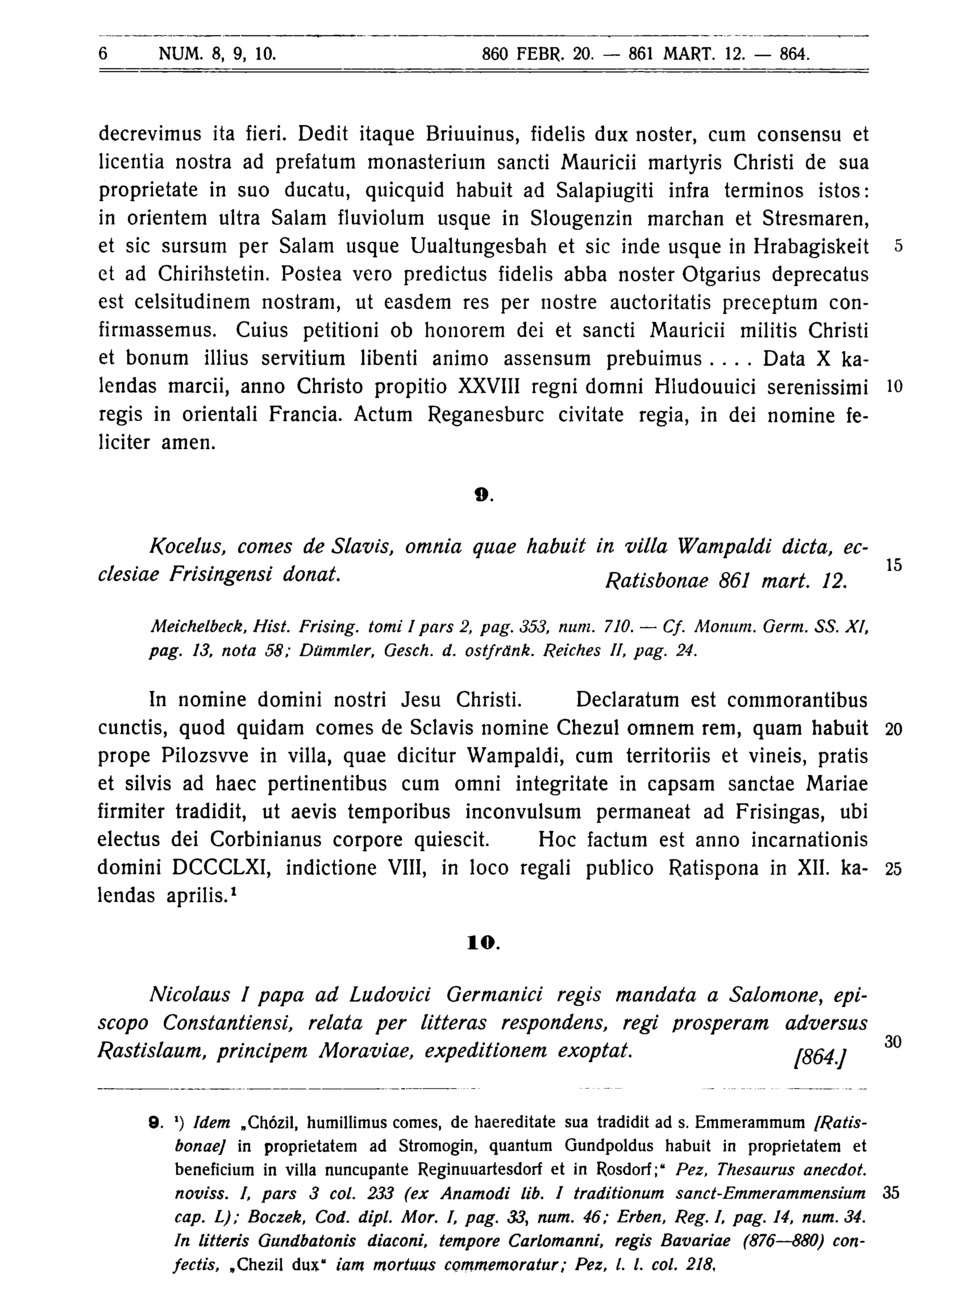 6 NUM. 8, 9, 10. 860 FEBR. 20. — 861 MART. 12. — 864.
decrevimus ita fieri. Dedit itaque Briuuinus, fidelis dux noster, cum consensu et
licentia nostra ad prefatum monasterium sancti Mauricii martyris Christi de sua
proprietate in suo ducatu, quicquid habuit ad Salapiugiti infra terminos istos:
in orientem ultra Salam fluviolum usque in Slougenzin marchan et Stresmaren,
et sic sursum per Salam usque Uualtungesbah et sic inde usque in Hrabagiskeit 5
et ad Chirihstetin. Postea vero predictus fidelis abba noster Otgarius deprecatus
est celsitudinem nostram, ut easdem res per nostre auctoritatis preceptum con-
firmassemus. Cuius petitioni ob honorem dei et sancti Mauricii militis Christi
et bonum illius servitium libenti animo assensum prebuimus . . . . Data X ka-
lendas marcii, anno Christo propitio XXVIII regni domni Hludouuici serenissimi 10
regis in orientali Francia. Actum Reganesburc civitate regia, in dei nomine fe-
liciter amen.
9.
Kocelus, comes de Slavis, omnia quae habuit in villa Wampaldi dicta, ec-
clesiae Frisingensi donat. Ratisbonae 861 mart. 12. 15
Meichelbeck, Hist. Frising. tomi I pars 2, pag. 353, num. 710. — Cf. Monum. Germ. SS. XI,
pag. 13, nota 58; Dümmler, Gesch. d. ostfränk. Reiches II, pag. 24.
In nomine domini nostri Jesu Christi. Declaratum est commorantibus
cunctis, quod quidam comes de Sclavis nomine Chezul omnem rem, quam habuit 20
prope Pilozsvve in villa, quae dicitur Wampaldi, cum territoriis et vineis, pratis
et silvis ad haec pertinentibus cum omni integritate in capsam sanctae Mariae
firmiter tradidit, ut aevis temporibus inconvulsum permaneat ad Frisingas, ubi
electus dei Corbinianus corpore quiescit. Hoc factum est anno incarnationis
domini DCCCLXI, indictione VIII, in loco regali publico Ratispona in XII. ka- 25
lendas aprilis.¹
10.
Nicolaus I papa ad Ludovici Germanici regis mandata a Salomone, epi-
scopo Constantiensi, relata per litteras respondens, regi prosperam adversus
Rastislaum, principem Moraviae, expeditionem exoptat. [864.] 30
9. ¹) Idem „Chózil, humillimus comes, de haereditate sua tradidit ad s. Emmerammum [Ratis-
bonae] in proprietatem ad Stromogin, quantum Gundpoldus habuit in proprietatem et
beneficium in villa nuncupante Reginuuartesdorf et in Rosdorf;“ Pez, Thesaurus anecdot.
noviss. I, pars 3 col. 233 (ex Anamodi lib. I traditionum sanct-Emmerammensium 35
cap. L); Boczek, Cod. dipl. Mor. I, pag. 33, num. 46; Erben, Reg. I, pag. 14, num. 34.
In litteris Gundbatonis diaconi, tempore Carlomanni, regis Bavariae (876—880) con-
fectis, „Chezil dux“ iam mortuus commemoratur; Pez, l. l. col. 218.